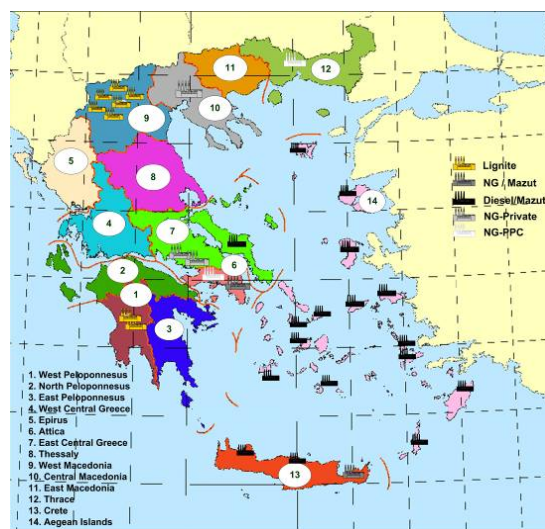 11
12
10
9
5
8
14
4
7
6
2
1
3
13
Lignite
NG / Mazut
Diesel/Mazut
NG-Private
NG-PPC
1. West Peloponnesus
2. North Peloponnesus
3. East Peloponnesus
4. West Central Greece
5. Epirus
6. Attica
7. East Central Greece
8. Thessaly
9. West Macedonia
10. Central Macedonia
11. East Macedonia
12. Thrace
13. Crete
14. Aegean Islands